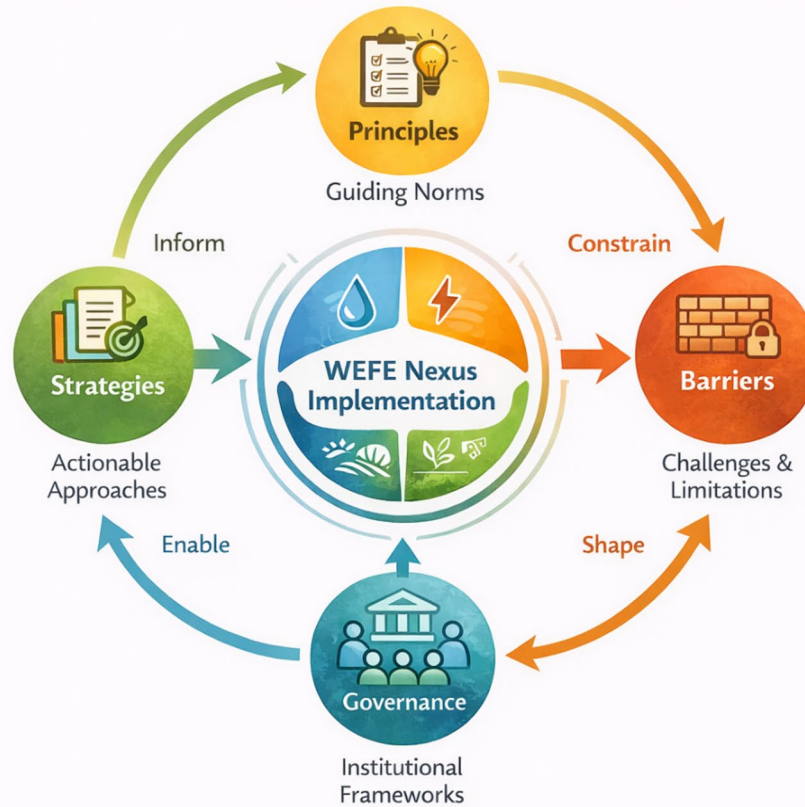 Principles
Guiding Norms
Inform
Constrain
Strategies
Actionable
Approaches
WEFE Nexus
Implementation
Barriers
Challenges &
Limitations
Enable
Shape
Governance
Institutional
Frameworks